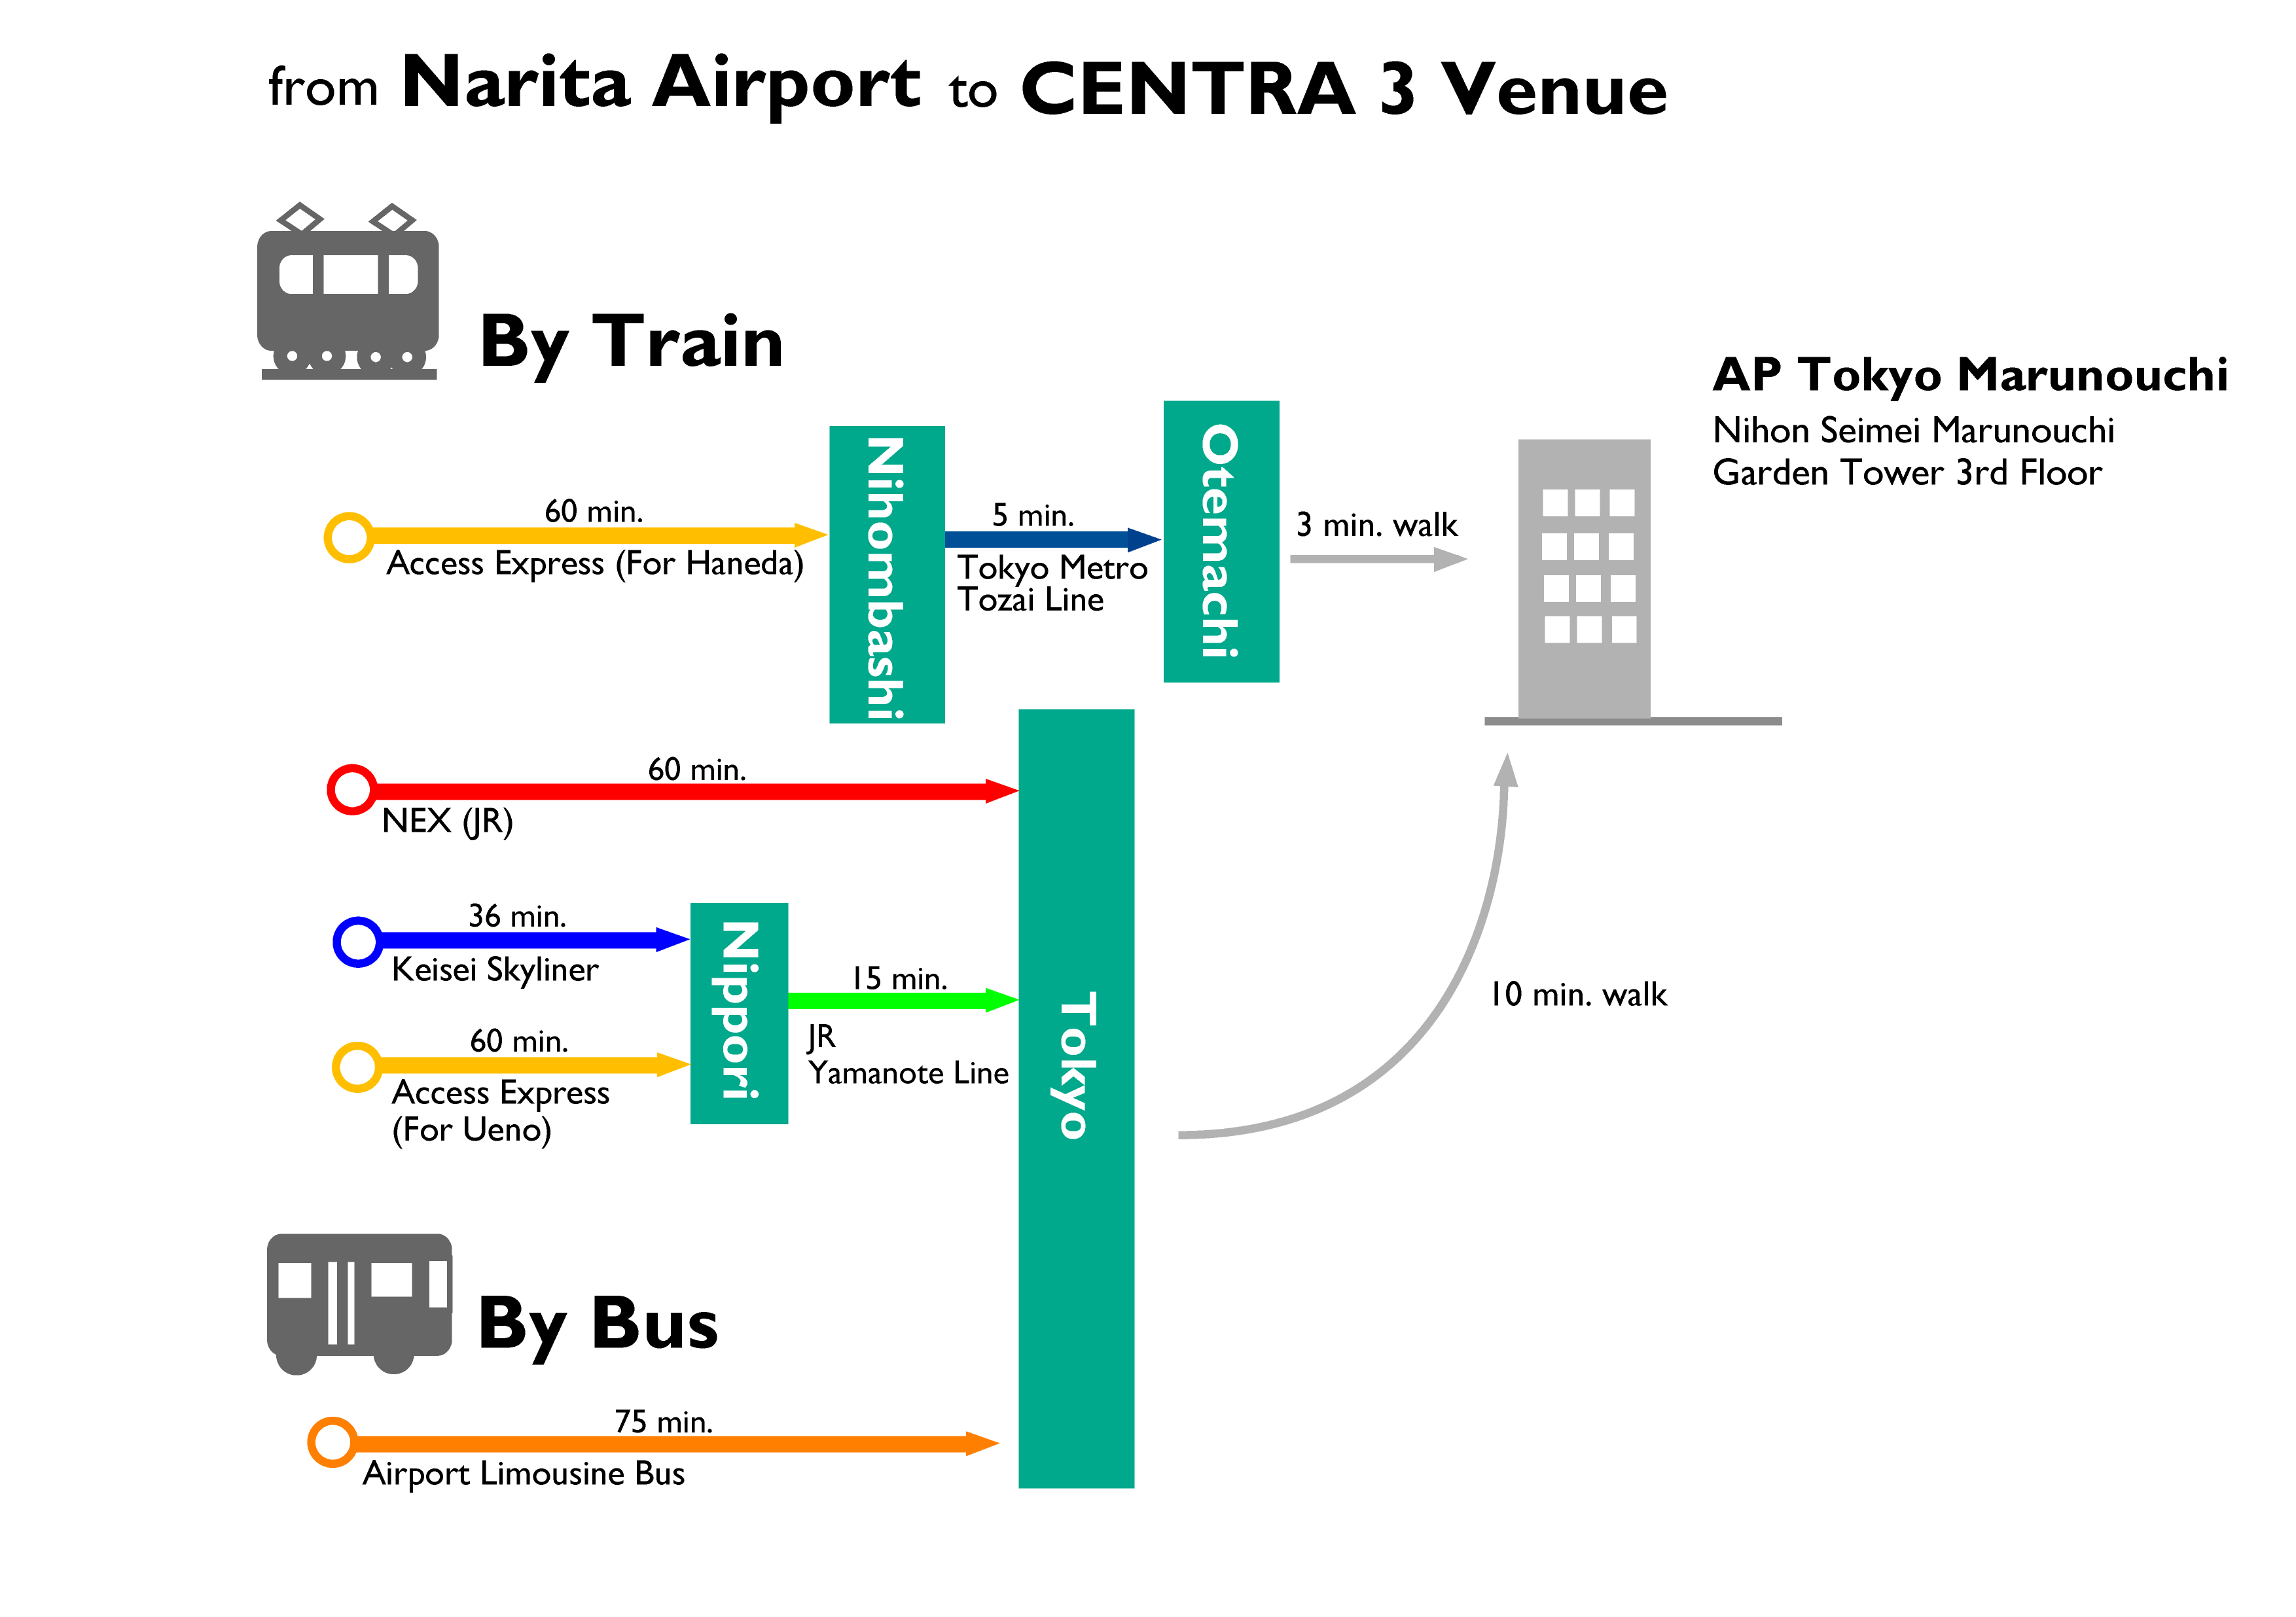 from Narita Airport to CENTRA 3 Venue
By Train
AP Tokyo Marunouchi
Nihon Seimei Marunouchi
Garden Tower 3rd Floor
60 min.
Access Express (For Haneda)
Nihombashi
5 min.
Tokyo Metro
Tozai Line
Otemachi
3 min. walk
60 min.
NEX (JR)
36 min.
Keisei Skyliner
60 min.
Access Express
(For Ueno)
Nippori
15 min.
JR
Yamanote Line
Tokyo
10 min. walk
By Bus
75 min.
Airport Limousine Bus